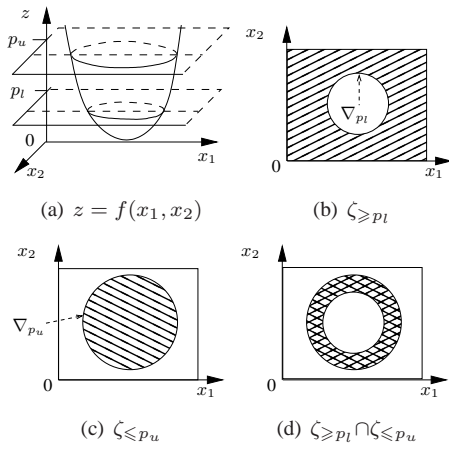 z
p_u
p_l
0
x_1
x_2
(a) z = f(x_1, x_2)
x_2
∇_{p_l}
0
x_1
(b) ζ_{⩾p_l}
x_2
∇_{p_u}
0
x_1
(c) ζ_{⩽p_u}
x_2
0
x_1
(d) ζ_{⩾p_l} ∩ ζ_{⩽p_u}